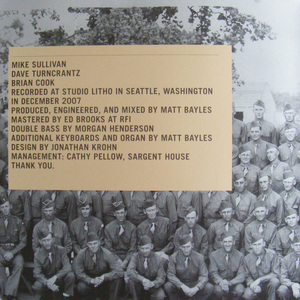 MIKE SULLIVAN
DAVE TURNCRANTZ
BRIAN COOK
RECORDED AT STUDIO LITHO IN SEATTLE, WASHINGTON
IN DECEMBER 2007
PRODUCED, ENGINEERED, AND MIXED BY MATT BAYLES
MASTERED BY ED BROOKS AT RFI
DOUBLE BASS BY MORGAN HENDERSON
ADDITIONAL KEYBOARDS AND ORGAN BY MATT BAYLES
DESIGN BY JONATHAN KROHN
MANAGEMENT: CATHY PELLOW, SARGENT HOUSE
THANK YOU.